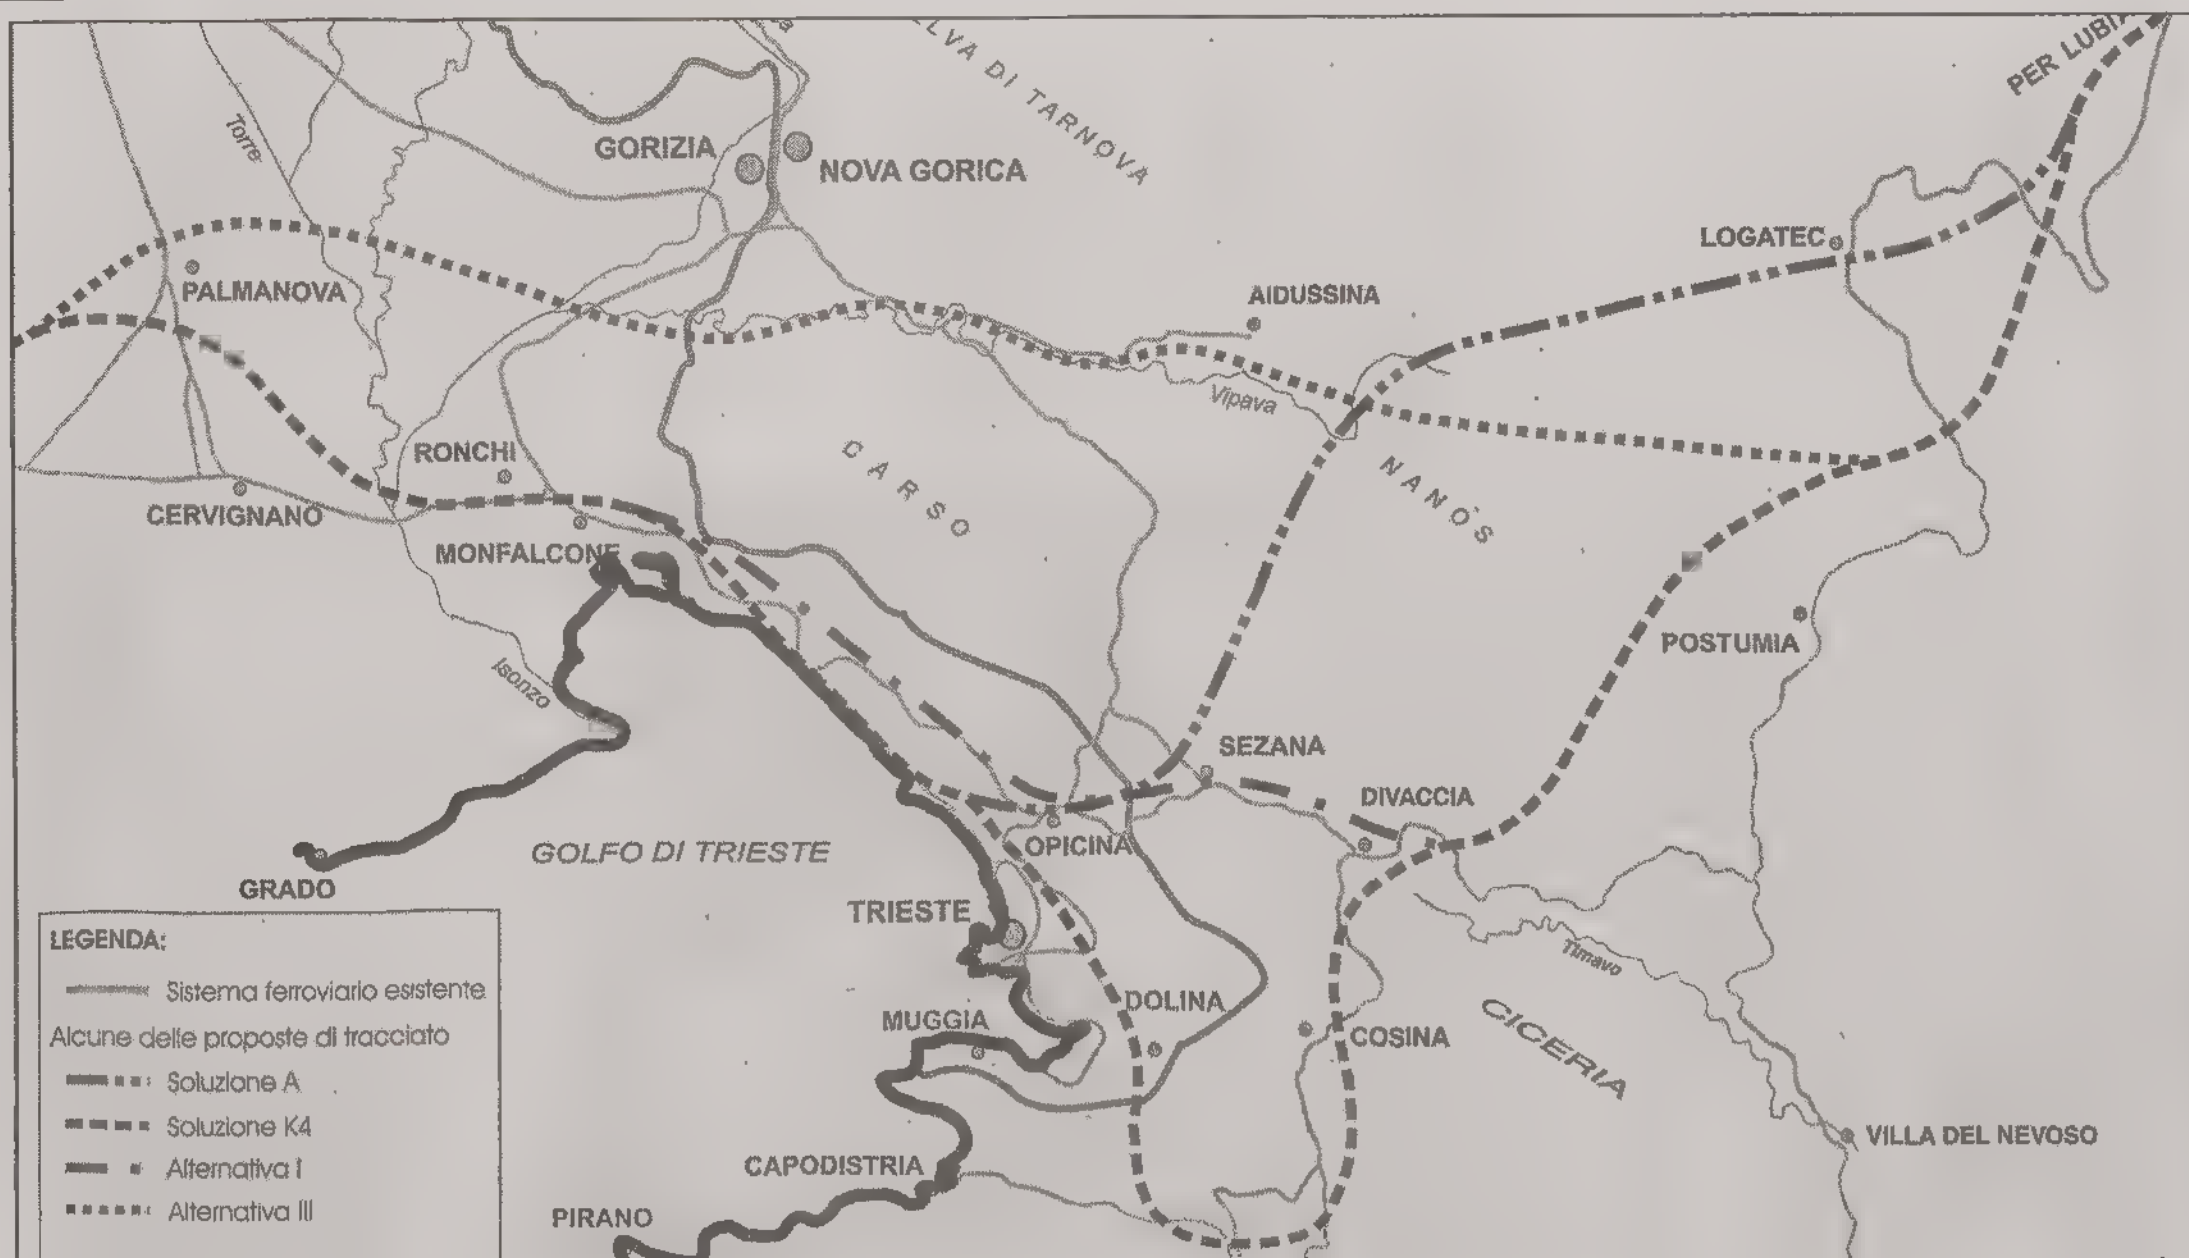 ELVA DI TARNOVA
PER LUBIA
Torre
GORIZIA
NOVA GORICA
LOGATEC
PALMANOVA
AIDUSSINA
Vipava
CARSO
NANOS
RONCHI
CERVIGNANO
MONFALCONE
POSTUMIA
Isonzo
SEZANA
DIVACCIA
OPICINA
GOLFO DI TRIESTE
GRADO
TRIESTE
Timavo
DOLINA
MUGGIA
COSINA
CICERIA
VILLA DEL NEVOSO
CAPODISTRIA
PIRANO
LEGENDA:
Sistema ferroviario esistente
Alcune delle proposte di tracciato
Soluzione A
Soluzione K4
Alternativa I
Alternativa III